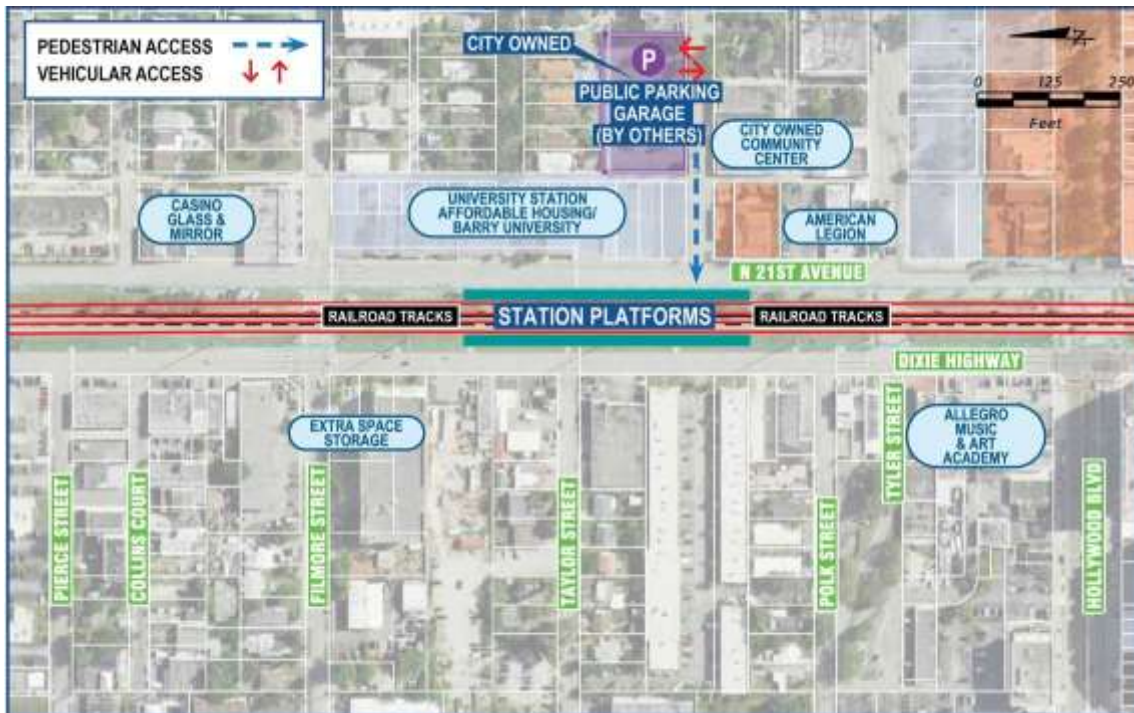 PEDESTRIAN ACCESS
VEHICULAR ACCESS
CITY OWNED
P
PUBLIC PARKING
GARAGE
(BY OTHERS)
Z
0 125 250
Feet
CITY OWNED
COMMUNITY
CENTER
CASINO
GLASS &
MIRROR
UNIVERSITY STATION
AFFORDABLE HOUSING/
BARRY UNIVERSITY
AMERICAN
LEGION
N 21ST AVENUE
RAILROAD TRACKS
STATION PLATFORMS
RAILROAD TRACKS
DIXIE HIGHWAY
EXTRA SPACE
STORAGE
ALLEGRO
MUSIC
& ART
ACADEMY
PIERCE STREET
COLLINS COURT
FILMORE STREET
TAYLOR STREET
POLK STREET
TYLER STREET
HOLLYWOOD BLVD